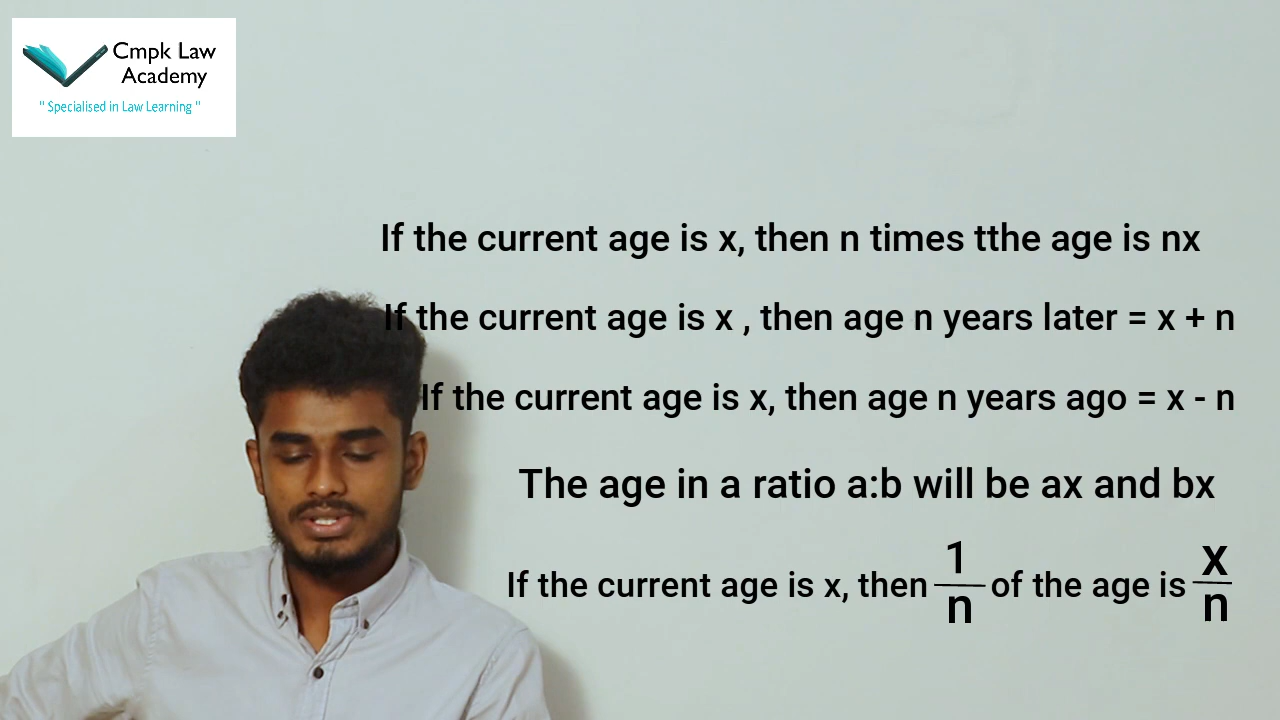 Cmpk Law
Academy
" Specialised in Law Learning "
If the current age is x, then n times tthe age is nx
If the current age is x , then age n years later = x + n
If the current age is x, then age n years ago = x - n
The age in a ratio a:b will be ax and bx
If the current age is x, then 1/n of the age is x/n